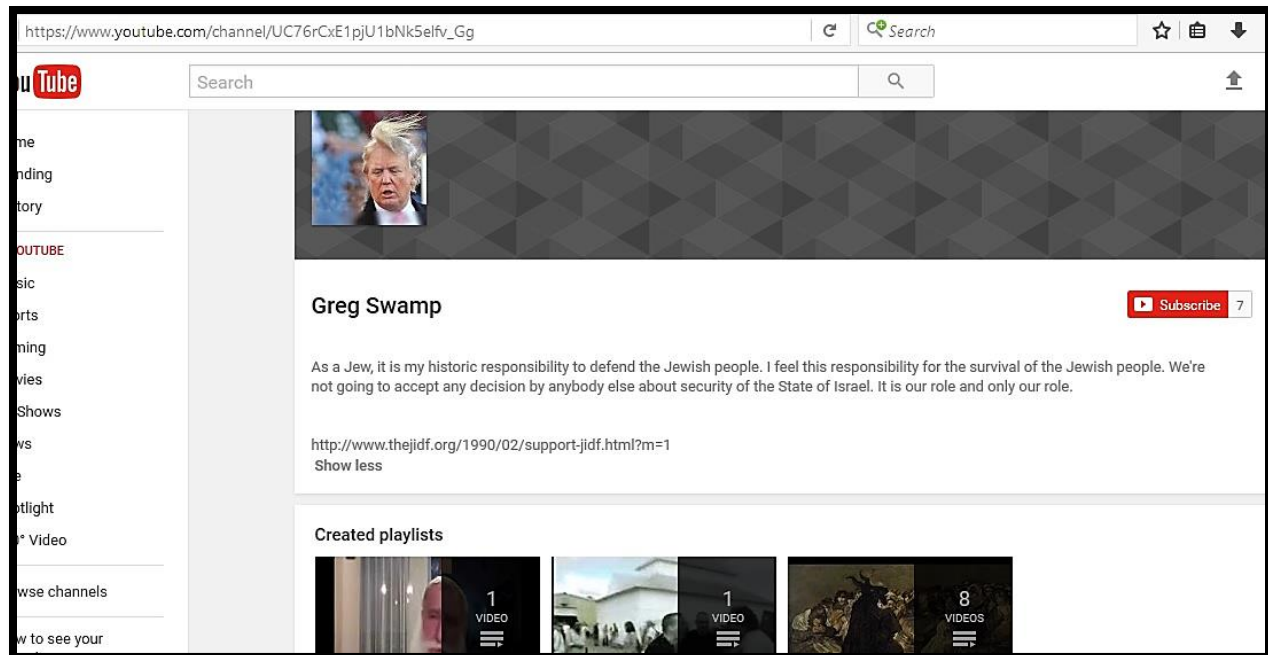 https://www.youtube.com/channel/UC76rCxE1pjU1bNk5elfv_Gg
Search
ou Tube
Search
me
nding
tory
OUTUBE
sic
orts
ming
vies
Shows
ws
e
otlight
0° Video
wse channels
w to see your
Greg Swamp
Subscribe 7
As a Jew, it is my historic responsibility to defend the Jewish people. I feel this responsibility for the survival of the Jewish people. We're
not going to accept any decision by anybody else about security of the State of Israel. It is our role and only our role.
http://www.thejidf.org/1990/02/support-jidf.html?m=1
Show less
Created playlists
1
VIDEO
1
VIDEO
8
VIDEOS